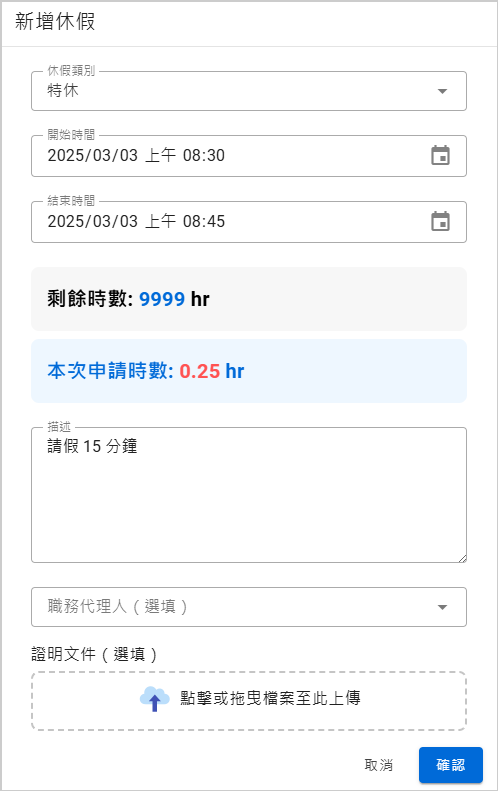 新增休假
休假類別
特休
開始時間
2025/03/03 上午 08:30
結束時間
2025/03/03 上午 08:45
剩餘時數: 9999 hr
本次申請時數: 0.25 hr
描述
請假 15 分鐘
職務代理人 ( 選填 )
證明文件 ( 選填 )
點擊或拖曳檔案至此上傳
取消
確認